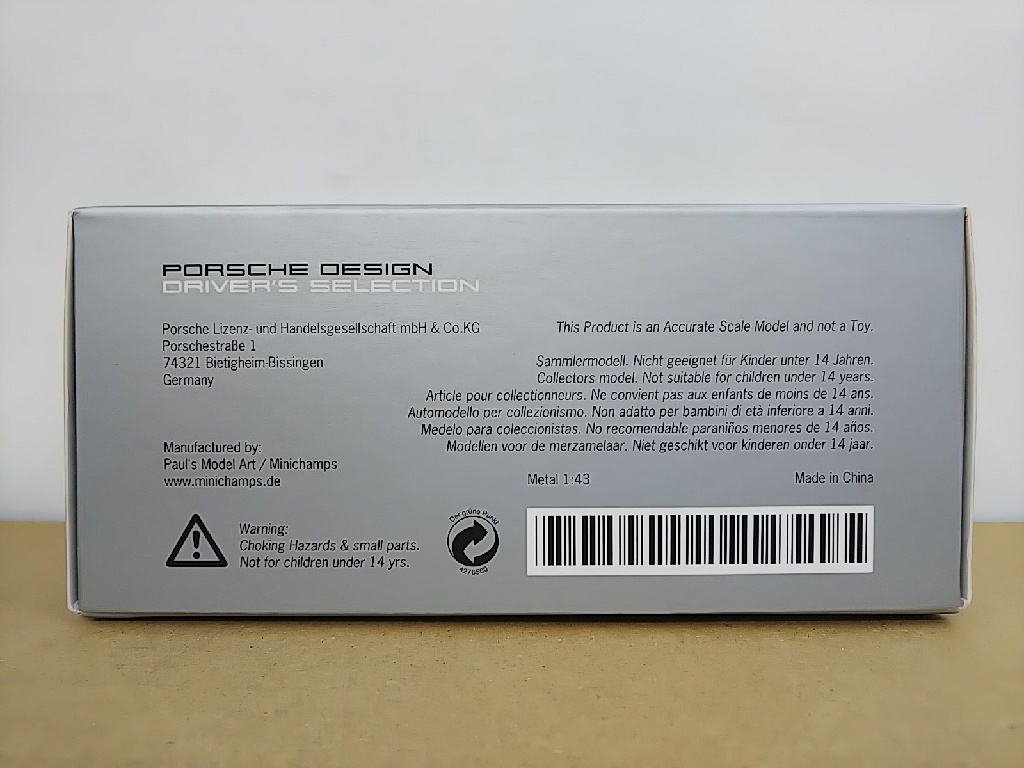 PORSCHE DESIGN
DRIVER'S SELECTION
Porsche Lizenz- und Handelsgesellschaft mbH & Co.KG
Porschestraße 1
74321 Bietigheim-Bissingen
Germany
This Product is an Accurate Scale Model and not a Toy.
Sammlermodell. Nicht geeignet für Kinder unter 14 Jahren.
Collectors model. Not suitable for children under 14 years.
Article pour collectionneurs. Ne convient pas aux enfants de moins de 14 ans.
Automodello per collezionismo. Non adatto per bambini di età inferiore a 14 anni.
Medelo para coleccionistas. No recomendable paraniños menores de 14 años.
Modellen voor de merzamelaar. Niet geschikt voor kinderen onder 14 jaar.
Manufactured by:
Paul's Model Art / Minichamps
www.minichamps.de
Metal 1:43
Made in China
Warning:
Choking Hazards & small parts.
Not for children under 14 yrs.
Der grüne Punkt